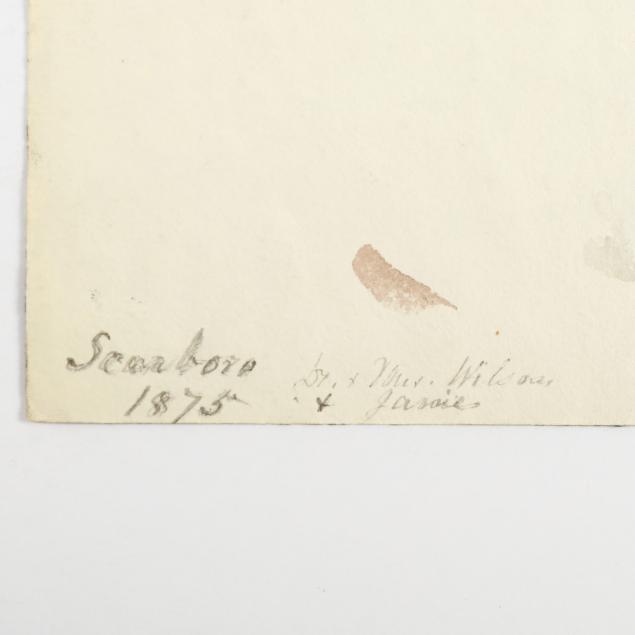 Scarboro
1875
Dr. & Mrs. Wilson
& Janie